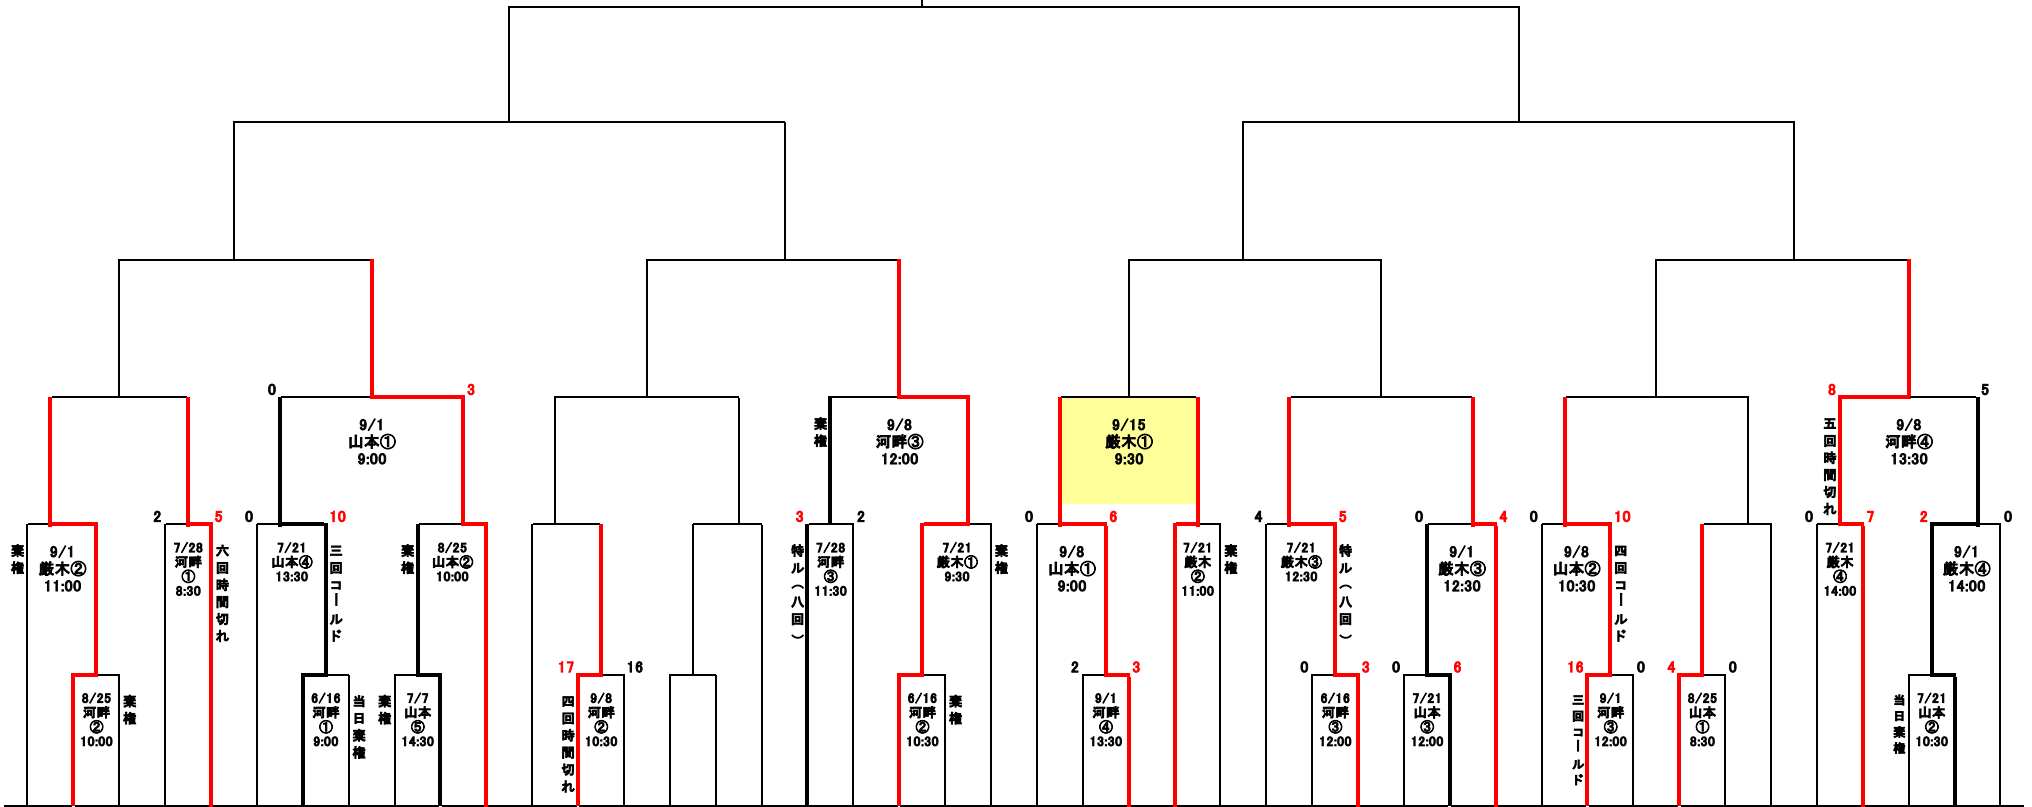 0
3
8
5
9/1
山本①
9:00
棄権
9/8
河畔③
12:00
9/15
厳木①
9:30
五回時間切れ
9/8
河畔④
13:30
2
5
0
10
3
2
0
6
4
5
0
4
0
10
0
7
2
0
棄権
9/1
厳木②
11:00
7/28
河畔
①
8:30
六回時間切れ
7/21
山本④
13:30
三回コールド
棄権
8/25
山本②
10:00
特ル(八回)
7/28
河畔
③
11:30
7/21
厳木①
9:30
棄権
9/8
山本①
9:00
7/21
厳木
②
11:00
棄権
7/21
厳木③
12:30
特ル(八回)
9/1
厳木③
12:30
9/8
山本②
10:30
四回コールド
7/21
厳木
④
14:00
9/1
厳木④
14:00
17
16
2
3
0
3
0
6
16
0
4
0
8/25
河畔
②
10:00
棄権
6/16
河畔
①
9:00
当日棄権
棄権
7/7
山本
⑤
14:30
四回時間切れ
9/8
河畔
②
10:30
6/16
河畔
②
10:30
棄権
9/1
河畔
④
13:30
6/16
河畔
③
12:00
7/21
山本
③
12:00
三回コールド
9/1
河畔
③
12:00
8/25
山本
①
8:30
当日棄権
7/21
山本
②
10:30